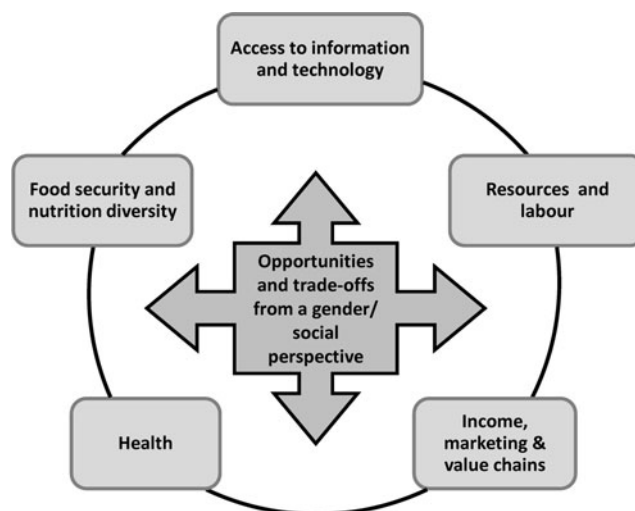 Access to information
and technology
Food security and
nutrition diversity
Resources and
labour
Opportunities
and trade-offs
from a gender/
social
perspective
Health
Income,
marketing &
value chains